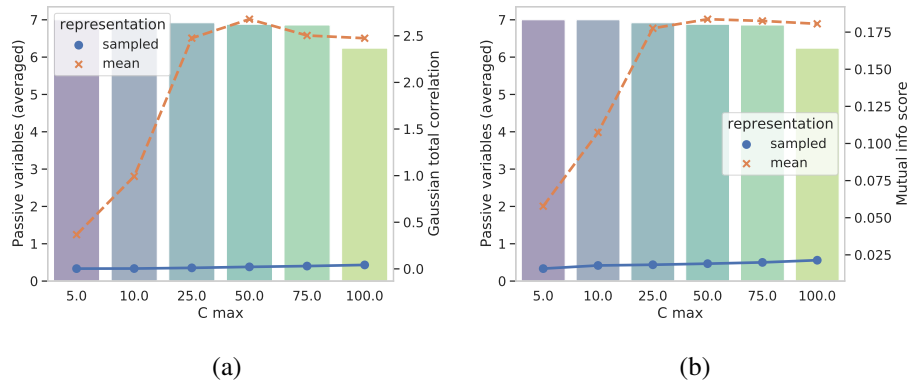 representation
sampled
mean
7
6
5
4
3
2
1
0
Passive variables (averaged)
2.5
2.0
1.5
1.0
0.5
0.0
Gaussian total correlation
5.0 10.0 25.0 50.0 75.0 100.0
C max
(a)
representation
sampled
mean
7
6
5
4
3
2
1
0
Passive variables (averaged)
0.175
0.150
0.125
0.100
0.075
0.050
0.025
Mutual info score
5.0 10.0 25.0 50.0 75.0 100.0
C max
(b)